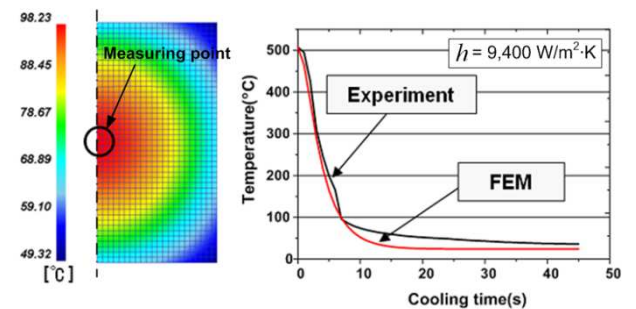 98.23
88.45
78.67
68.89
59.10
49.32
[℃]
Measuring point
h = 9,400 W/m²·K
Experiment
FEM
Temperature(°C)
500
400
300
200
100
0
0 10 20 30 40 50
Cooling time(s)